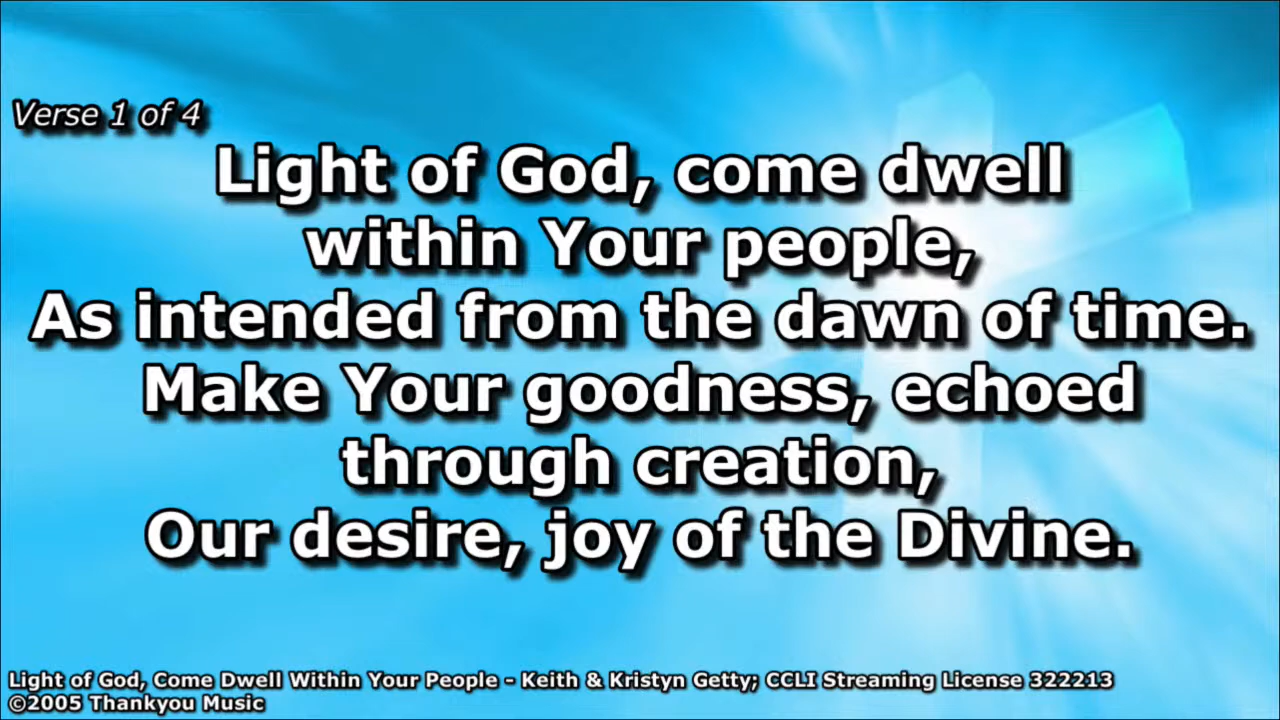 Verse 1 of 4
Light of God, come dwell
within Your people,
As intended from the dawn of time.
Make Your goodness, echoed
through creation,
Our desire, joy of the Divine.
Light of God, Come Dwell Within Your People - Keith & Kristyn Getty; CCLI Streaming License 322213
©2005 Thankyou Music